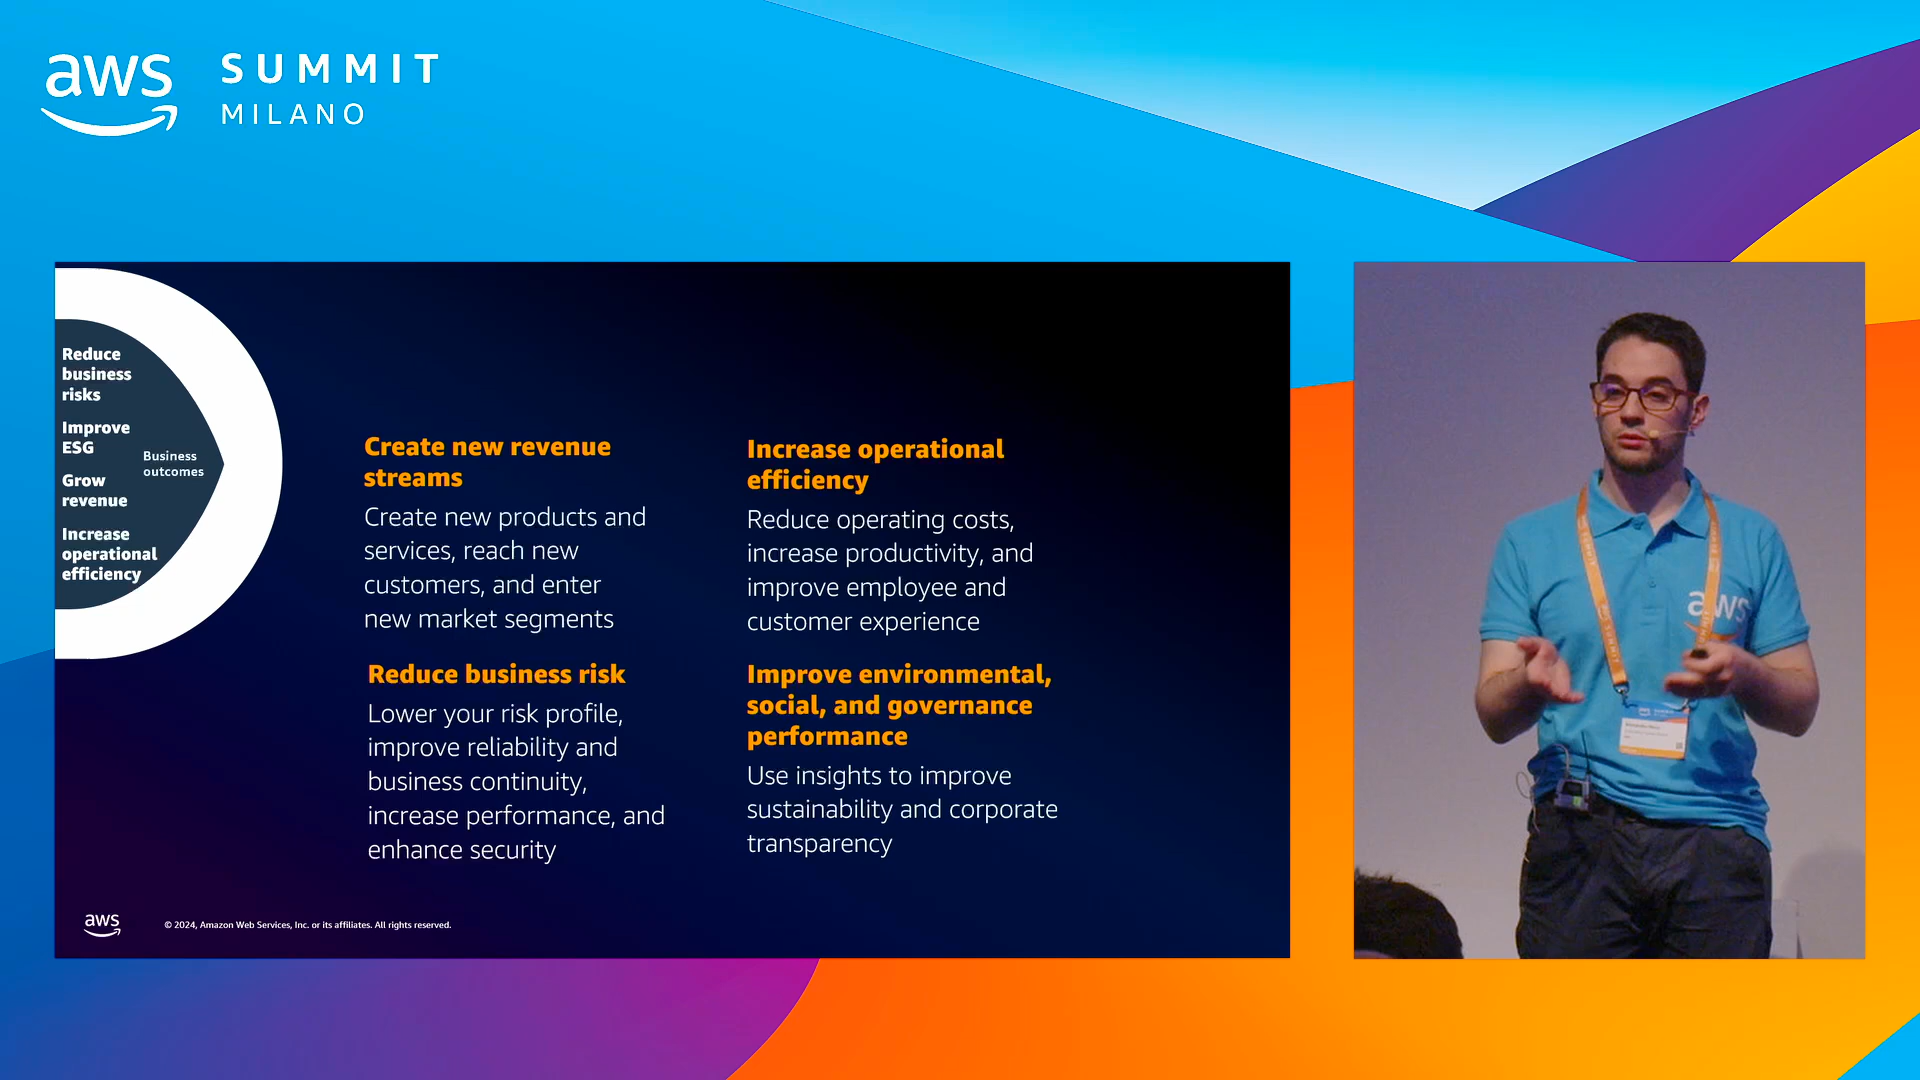 aws
SUMMIT
MILANO
Reduce
business
risks
Improve
ESG
Grow
revenue
Increase
operational
efficiency
Business
outcomes
Create new revenue
streams
Create new products and
services, reach new
customers, and enter
new market segments
Increase operational
efficiency
Reduce operating costs,
increase productivity, and
improve employee and
customer experience
Reduce business risk
Lower your risk profile,
improve reliability and
business continuity,
increase performance, and
enhance security
Improve environmental,
social, and governance
performance
Use insights to improve
sustainability and corporate
transparency
aws
© 2024, Amazon Web Services, Inc. or its affiliates. All rights reserved.
aws
SUMMIT